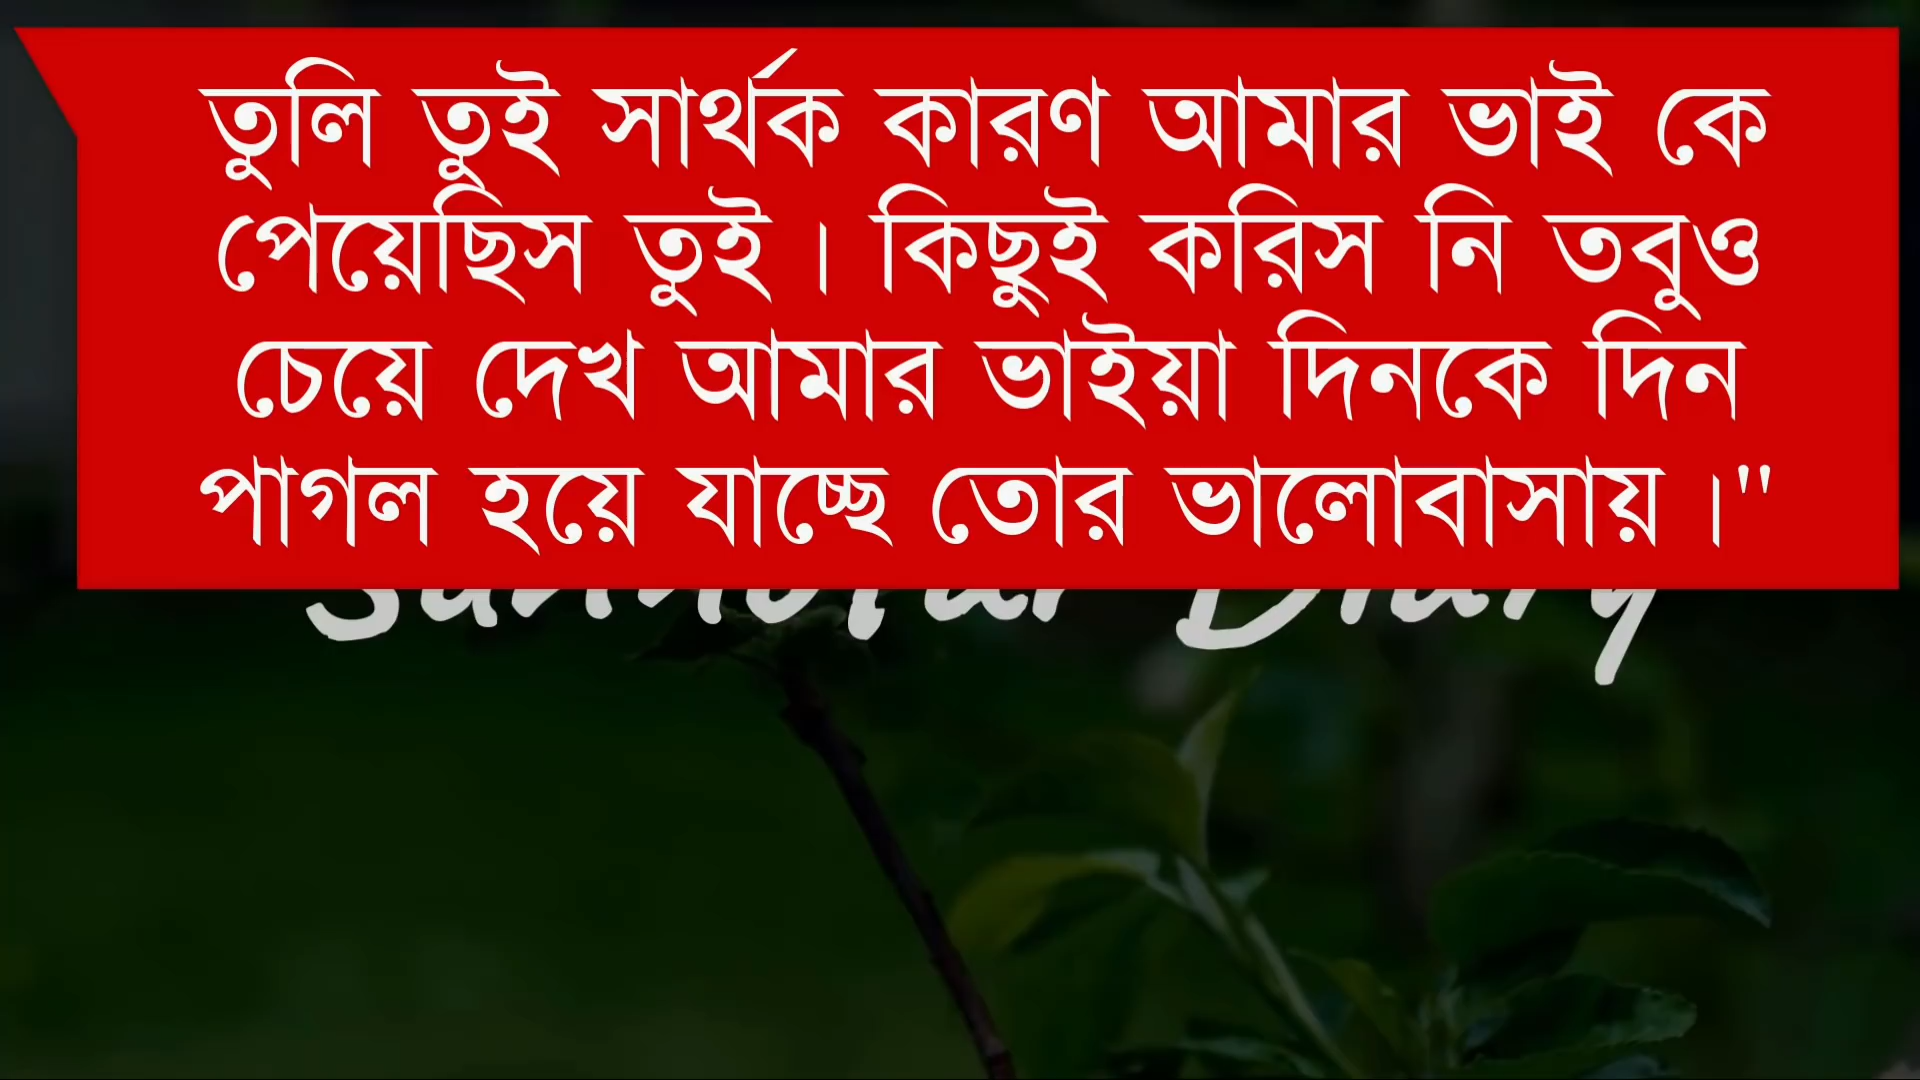 তুলি তুই সার্থক কারণ আমার ভাই কে
পেয়েছিস তুই । কিছুই করিস নি তবুও
চেয়ে দেখ আমার ভাইয়া দিনকে দিন
পাগল হয়ে যাচ্ছে তোর ভালোবাসায় ।"